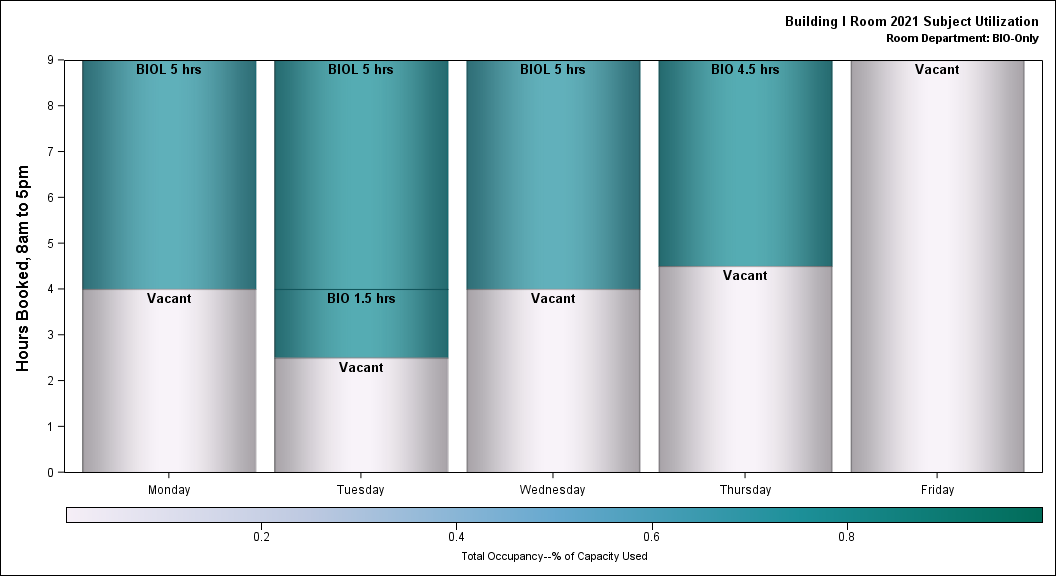 Building I Room 2021 Subject Utilization
Room Department: BIO-Only
Hours Booked, 8am to 5pm
9
8
7
6
5
4
3
2
1
0
BIOL 5 hrs
Vacant
BIOL 5 hrs
BIO 1.5 hrs
Vacant
BIOL 5 hrs
Vacant
BIO 4.5 hrs
Vacant
Vacant
Monday
Tuesday
Wednesday
Thursday
Friday
0.2
0.4
0.6
0.8
Total Occupancy--% of Capacity Used